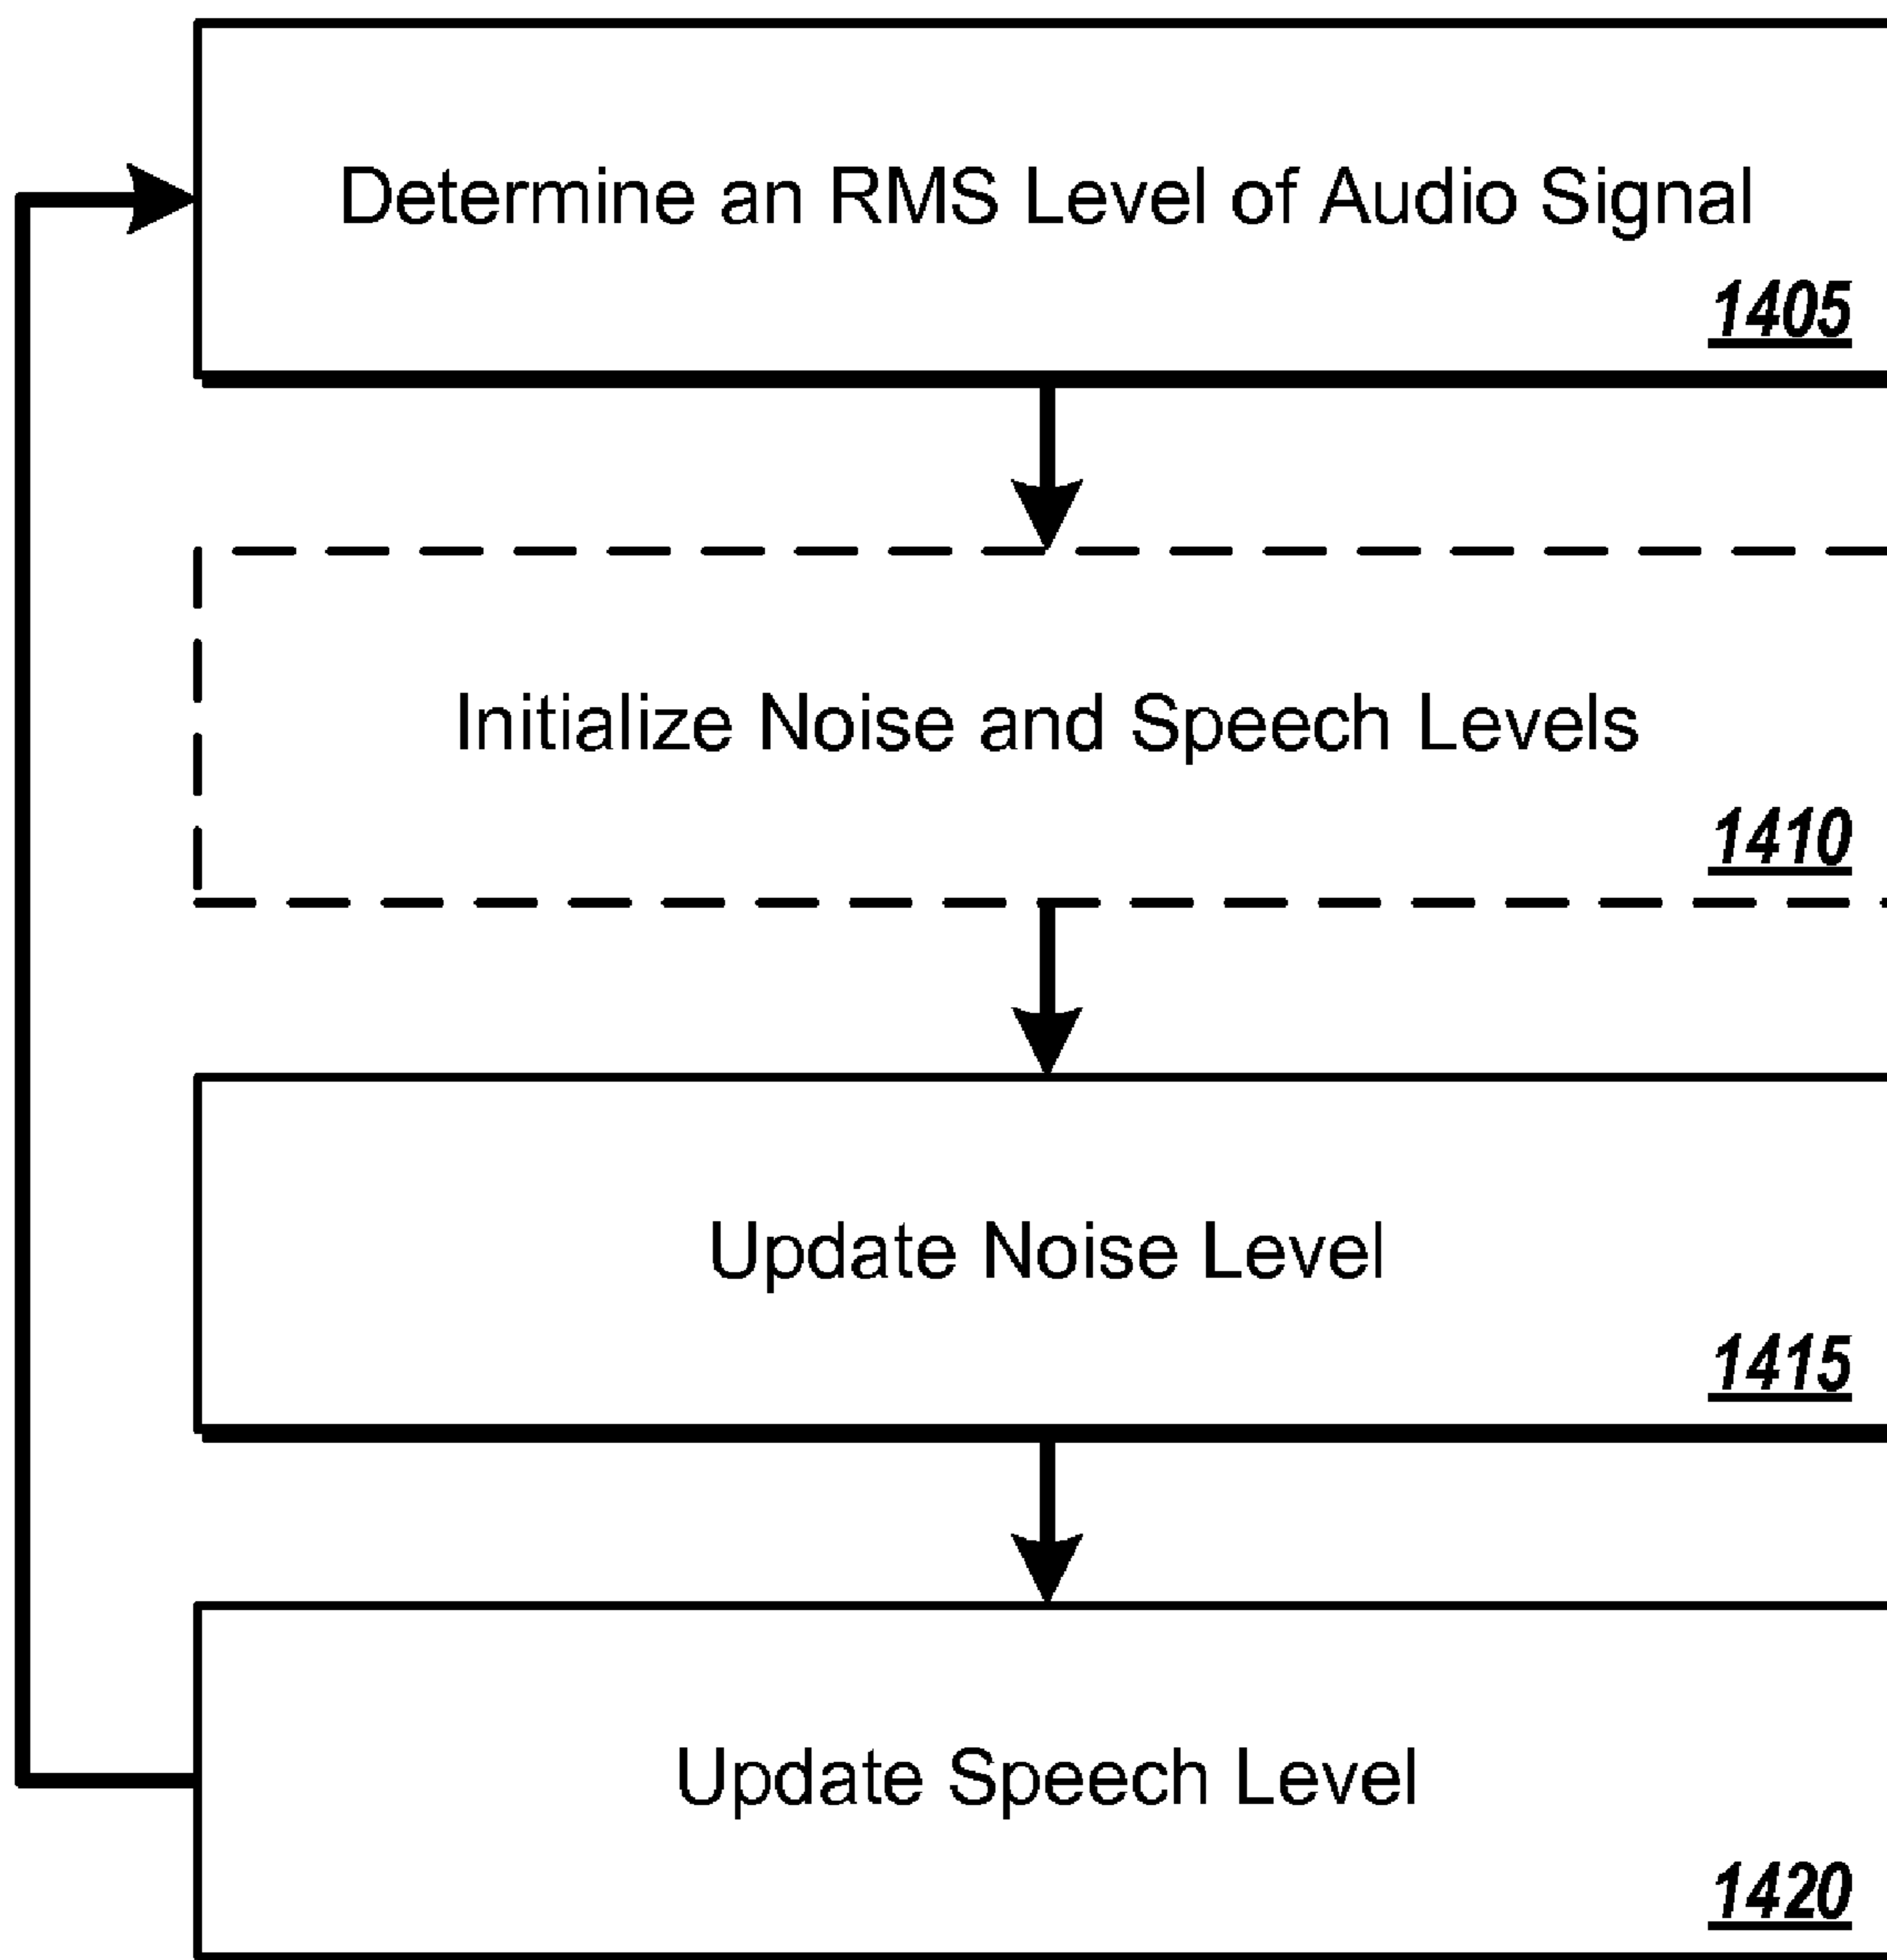 Determine an RMS Level of Audio Signal
1405
Initialize Noise and Speech Levels
1410
Update Noise Level
1415
Update Speech Level
1420